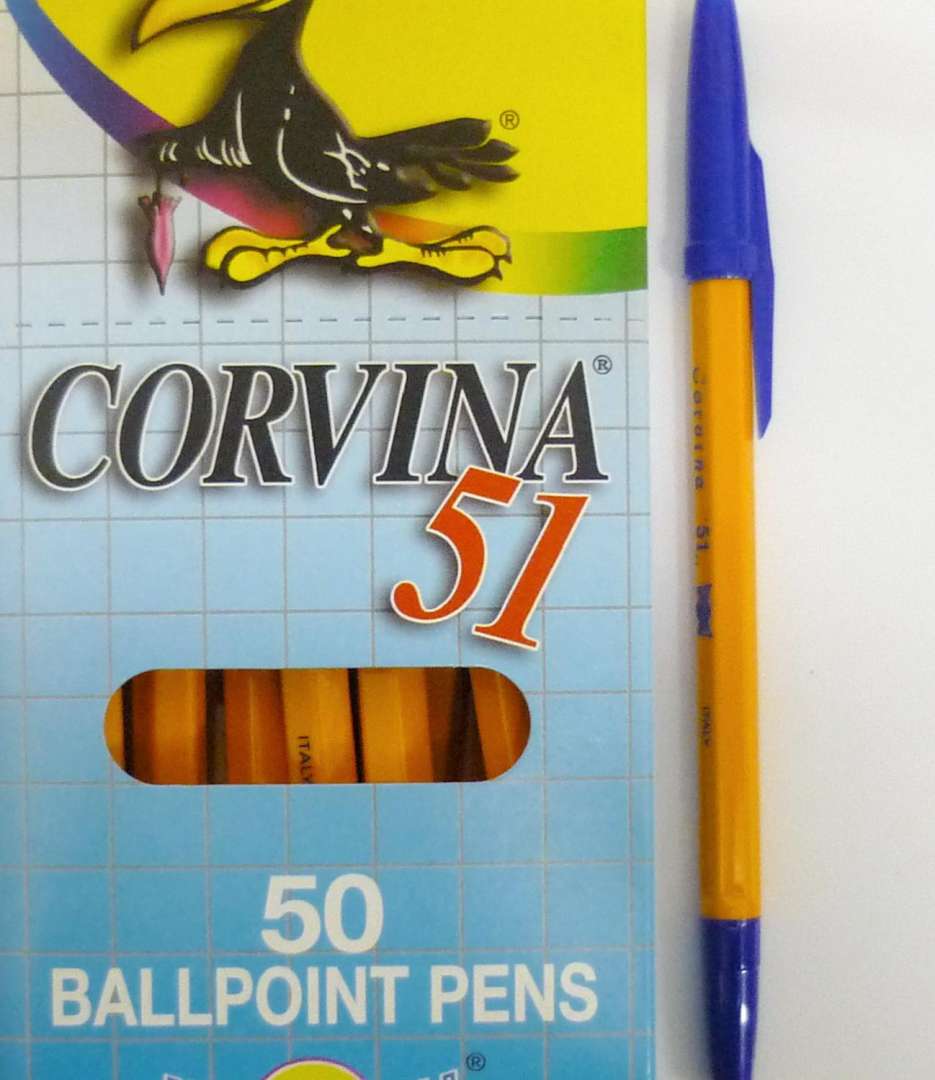 ®
CORVINA®
51
Corvina 51
ITALY
ITALY
50
BALLPOINT PENS
®